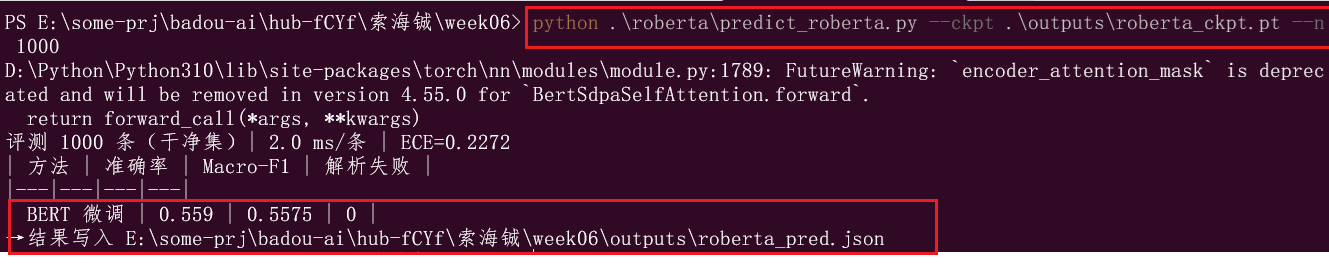 PS E:\some-prj\badou-ai\hub-fCYf\索海铖\week06> python .\roberta\predict_roberta.py --ckpt .\outputs\roberta_ckpt.pt --n
 1000
D:\Python\Python310\lib\site-packages\torch\nn\modules\module.py:1789: FutureWarning: `encoder_attention_mask` is deprec
ated and will be removed in version 4.55.0 for `BertSdpaSelfAttention.forward`.
  return forward_call(*args, **kwargs)
评测 1000 条（干净集）| 2.0 ms/条 | ECE=0.2272
| 方法 | 准确率 | Macro-F1 | 解析失败 |
|---|---|---|---|
  BERT 微调 | 0.559 | 0.5575 | 0 |
→结果写入 E:\some-prj\badou-ai\hub-fCYf\索海铖\week06\outputs\roberta_pred.json